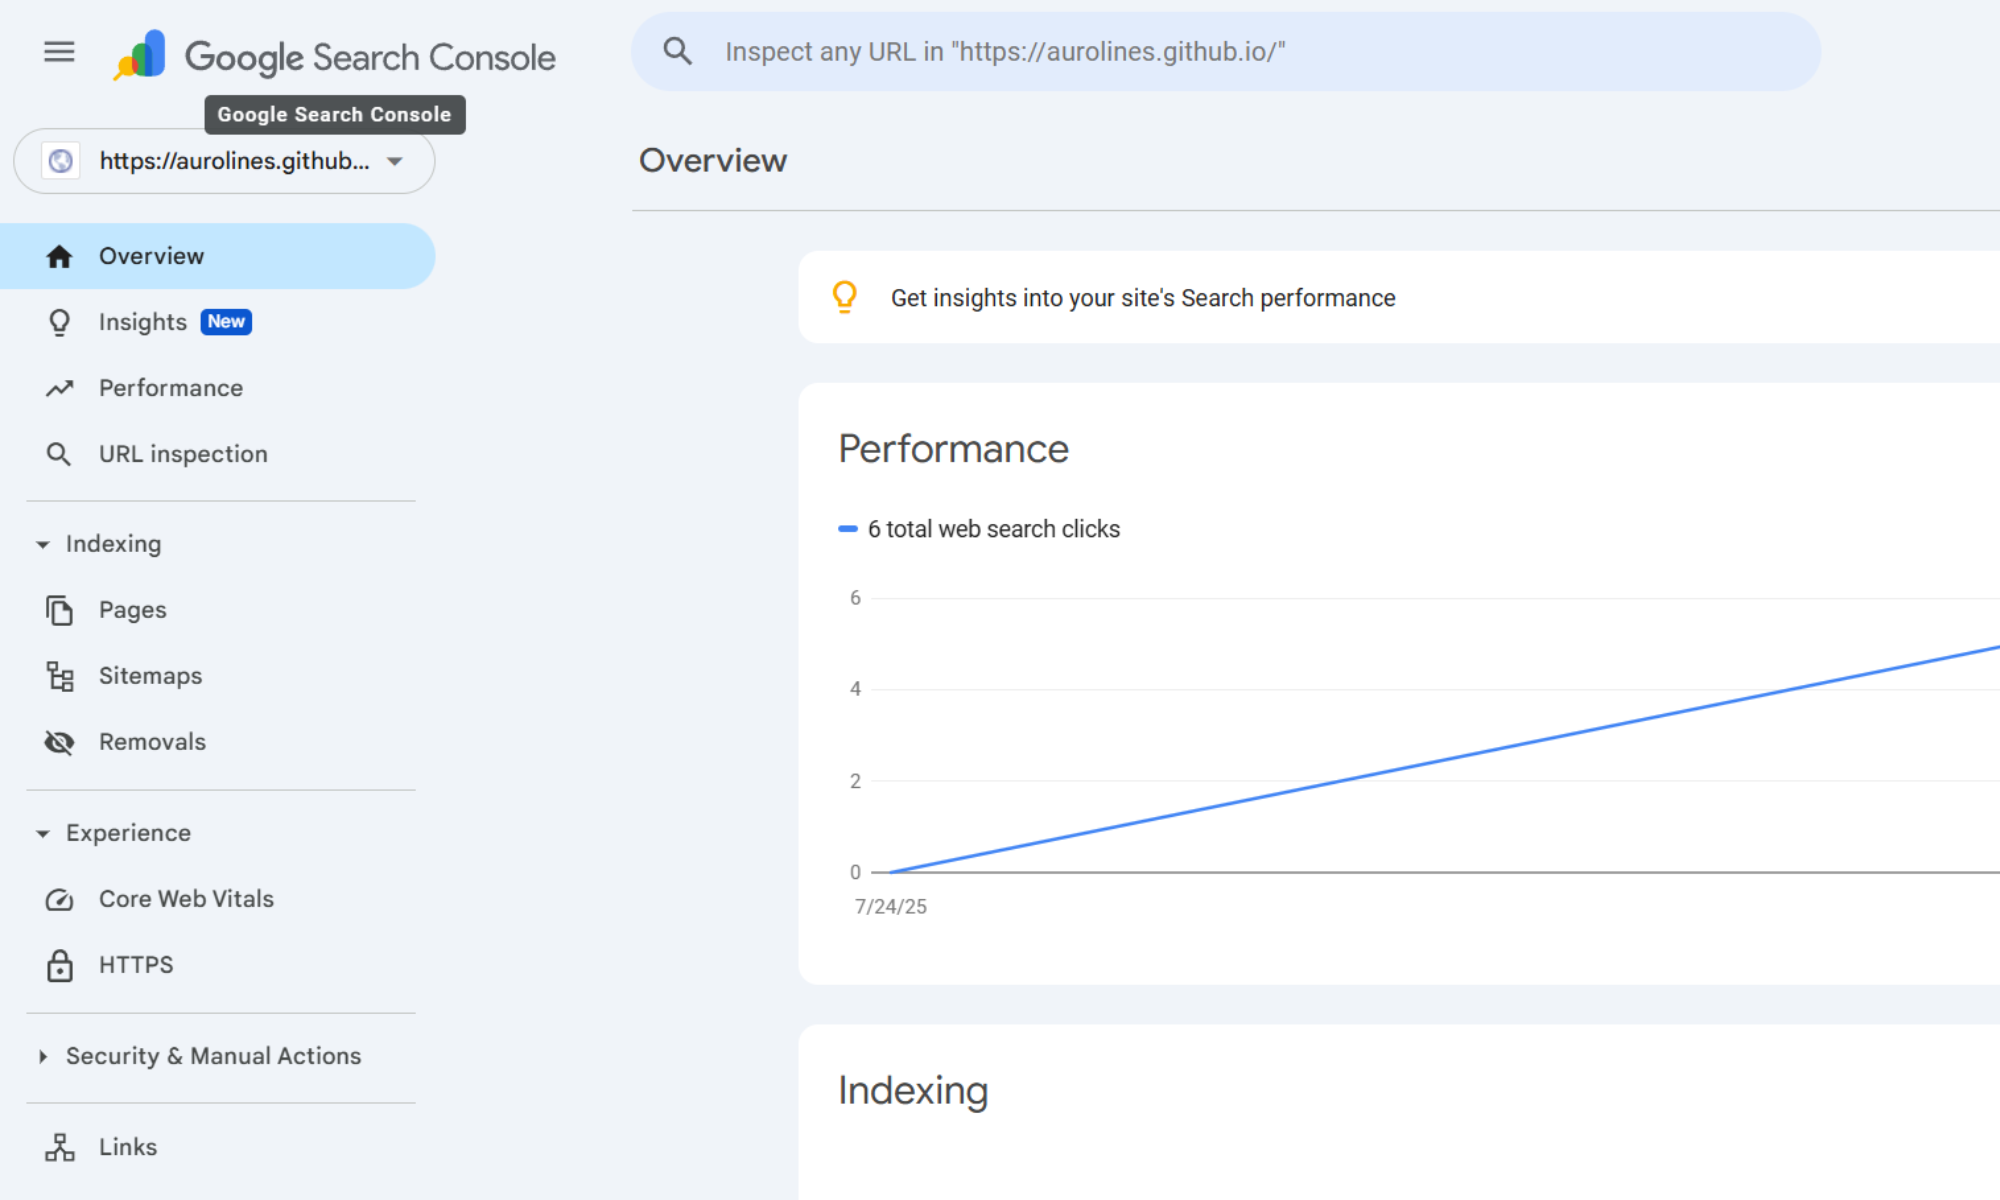 Google Search Console
Inspect any URL in "https://aurolines.github.io/"
Google Search Console
https://aurolines.github...
Overview
Insights New
Performance
URL inspection
Indexing
Pages
Sitemaps
Removals
Experience
Core Web Vitals
HTTPS
Security & Manual Actions
Links
Overview
Get insights into your site's Search performance
Performance
6 total web search clicks
6
4
2
0
7/24/25
Indexing